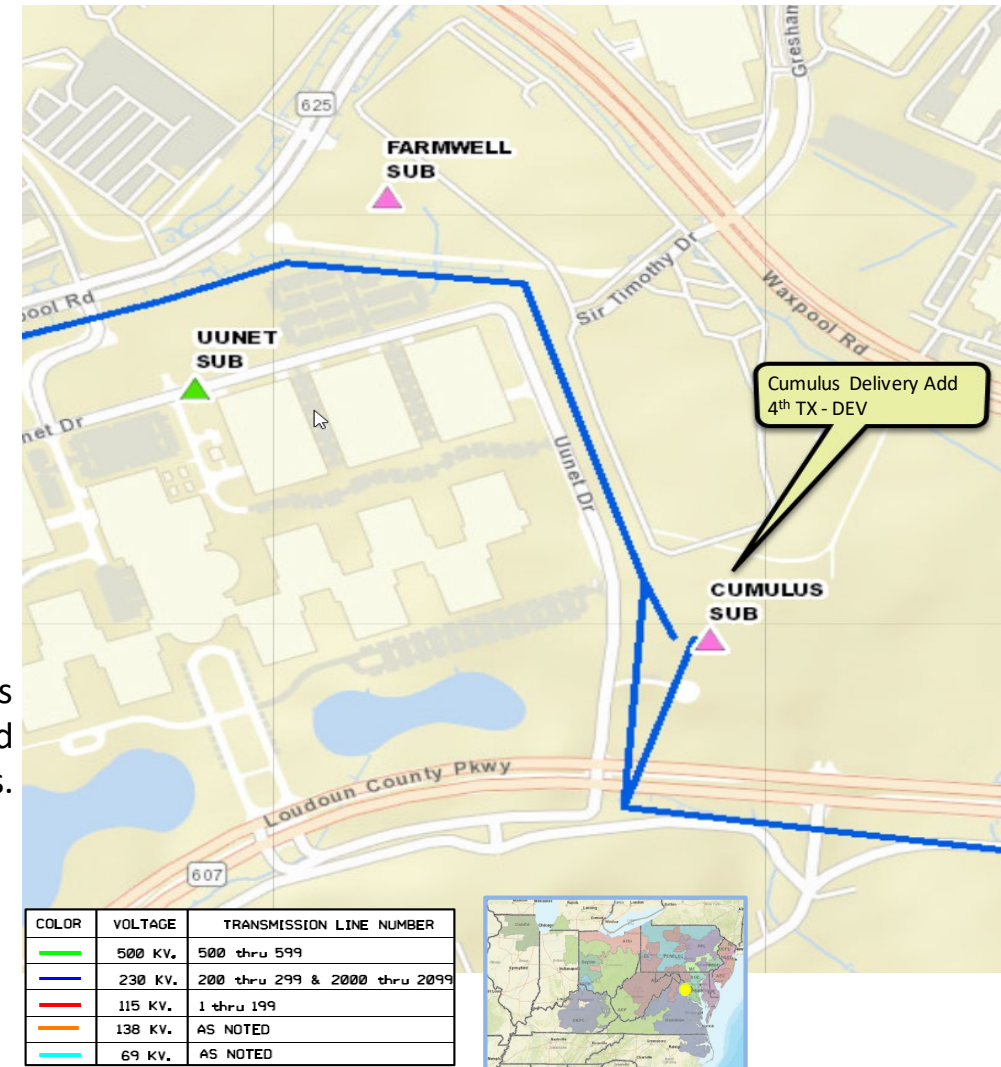 Gresham
625
FARMWELL
SUB
Sir Timothy Dr
Waxpool Rd
pool Rd
UUNET
SUB
Cumulus Delivery Add
4th TX - DEV
net Dr
Uunet Dr
CUMULUS
SUB
s
d
s.
Loudoun County Pkwy
607
COLOR VOLTAGE TRANSMISSION LINE NUMBER
500 KV. 500 thru 599
230 KV. 200 thru 299 & 2000 thru 2099
115 KV. 1 thru 199
138 KV. AS NOTED
69 KV. AS NOTED